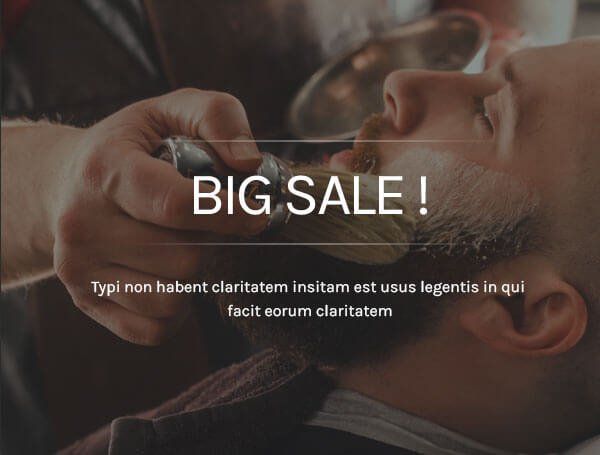 BIG SALE !
Typi non habent claritatem insitam est usus legentis in qui
facit eorum claritatem